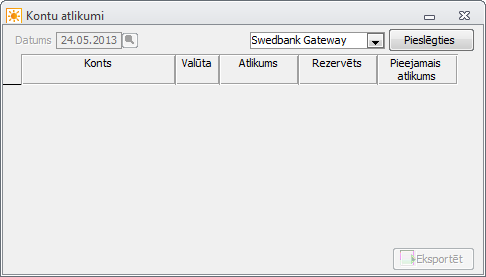 Kontu atlikumi
Datums 24.05.2013 Swedbank Gateway Pieslēgties
Konts Valūta Atlikums Rezervēts Pieejamais
atlikums
Eksportēt